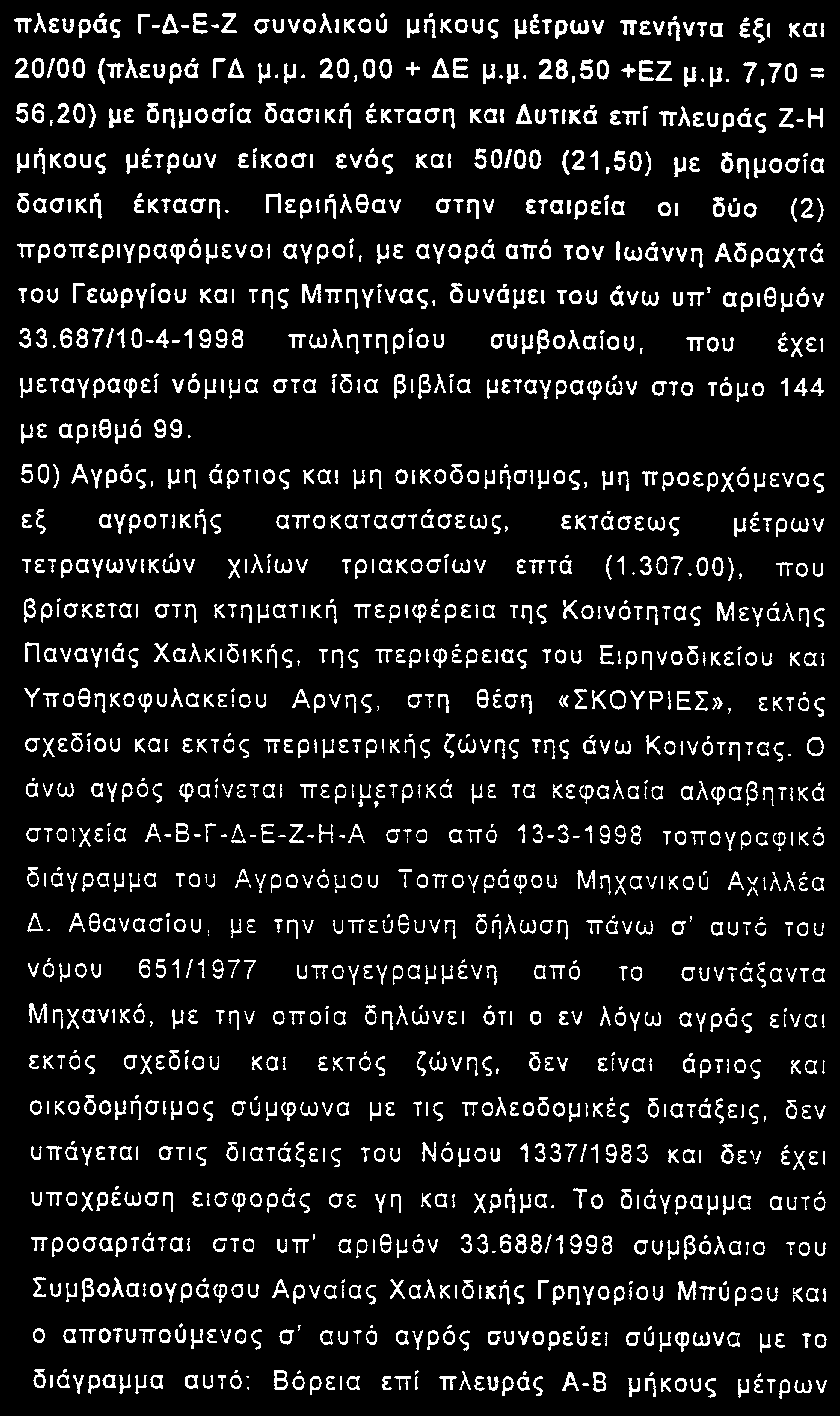 πλευράς Γ-Δ-Ε-Ζ συνολικού μήκους μέτρων πενήντα έξι και
20/00 (πλευρά ΓΔ μ.μ. 20,00 + ΔΕ μ.μ. 28,50 +ΕΖ μ.μ. 7,70 =
56,20) με δημοσία δασική έκταση και Δυτικά επί πλευράς Ζ-Η
μήκους μέτρων είκοσι ενός και 50/00 (21,50) με δημοσία
δασική έκταση. Περιήλθαν στην εταιρεία οι δύο (2)
προπεριγραφόμενοι αγροί, με αγορά από τον Ιωάννη Αδραχτά
του Γεωργίου και της Μπηγίνας, δυνάμει του άνω υπ' αριθμόν
33.687/10-4-1998 πωλητηρίου συμβολαίου, που έχει
μεταγραφεί νόμιμα στα ίδια βιβλία μεταγραφών στο τόμο 144
με αριθμό 99.
50) Αγρός, μη άρτιος και μη οικοδομήσιμος, μη προερχόμενος
εξ αγροτικής αποκαταστάσεως, εκτάσεως μέτρων
τετραγωνικών χιλίων τριακοσίων επτά (1.307.00), που
βρίσκεται στη κτηματική περιφέρεια της Κοινότητας Μεγάλης
Παναγιάς Χαλκιδικής, της περιφέρειας του Ειρηνοδικείου και
Υποθηκοφυλακείου Αρνης, στη θέση «ΣΚΟΥΡΙΕΣ», εκτός
σχεδίου και εκτός περιμετρικής ζώνης της άνω Κοινότητας. Ο
άνω αγρός φαίνεται περιμετρικά με τα κεφαλαία αλφαβητικά
στοιχεία Α-Β-Γ-Δ-Ε-Ζ-Η-Α στο από 13-3-1998 τοπογραφικό
διάγραμμα του Αγρονόμου Τοπογράφου Μηχανικού Αχιλλέα
Δ. Αθανασίου, με την υπεύθυνη δήλωση πάνω σ' αυτό του
νόμου 651/1977 υπογεγραμμένη από το συντάξαντα
Μηχανικό, με την οποία δηλώνει ότι ο εν λόγω αγρός είναι
εκτός σχεδίου και εκτός ζώνης, δεν είναι άρτιος και
οικοδομήσιμος σύμφωνα με τις πολεοδομικές διατάξεις, δεν
υπάγεται στις διατάξεις του Νόμου 1337/1983 και δεν έχει
υποχρέωση εισφοράς σε γη και χρήμα. Το διάγραμμα αυτό
προσαρτάται στο υπ' αριθμόν 33.688/1998 συμβόλαιο του
Συμβολαιογράφου Αρναίας Χαλκιδικής Γρηγορίου Μπύρου και
ο αποτυπούμενος σ' αυτό αγρός συνορεύει σύμφωνα με το
διάγραμμα αυτό: Βόρεια επί πλευράς Α-Β μήκους μέτρων